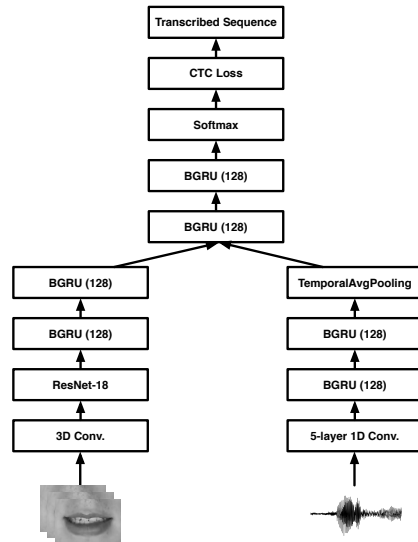 Transcribed Sequence
CTC Loss
Softmax
BGRU (128)
BGRU (128)
BGRU (128)
TemporalAvgPooling
BGRU (128)
BGRU (128)
ResNet-18
BGRU (128)
3D Conv.
5-layer 1D Conv.